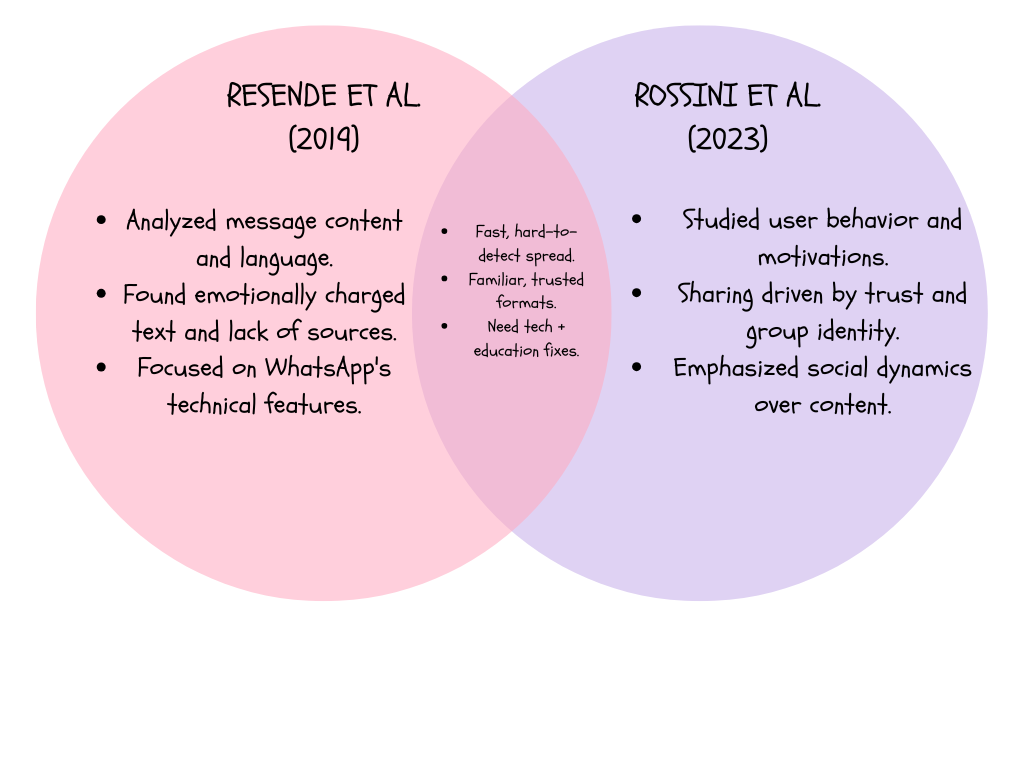 RESENDE ET AL
(2019)
• Analyzed message content
and language.
• Found emotionally charged
text and lack of sources.
• Focused on WhatsApp's
technical features.
• Fast, hard-to-
detect spread.
• Familiar, trusted
formats.
• Need tech +
education fixes.
ROSSINI ET AL
(2023)
• Studied user behavior and
motivations.
• Sharing driven by trust and
group identity.
• Emphasized social dynamics
over content.